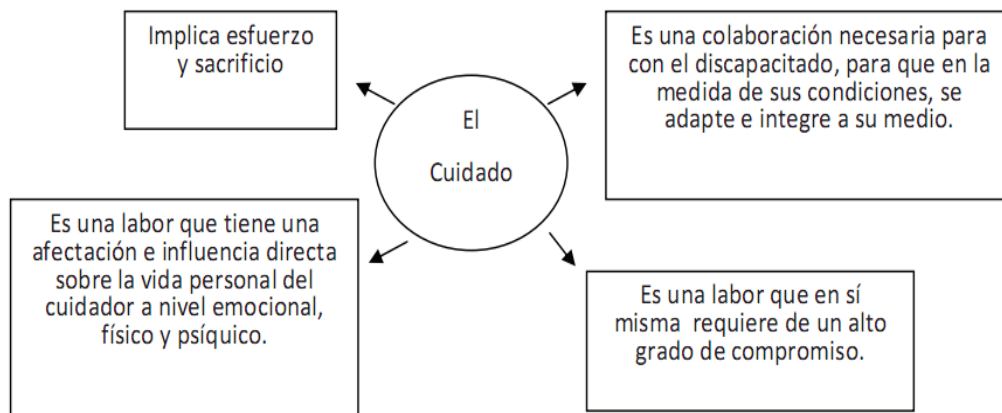 Implica esfuerzo
y sacrificio
Es una colaboración necesaria para
con el discapacitado, para que en la
medida de sus condiciones, se
adapte e integre a su medio.
El
Cuidado
Es una labor que tiene una
afectación e influencia directa
sobre la vida personal del
cuidador a nivel emocional,
físico y psíquico.
Es una labor que en sí
misma requiere de un alto
grado de compromiso.